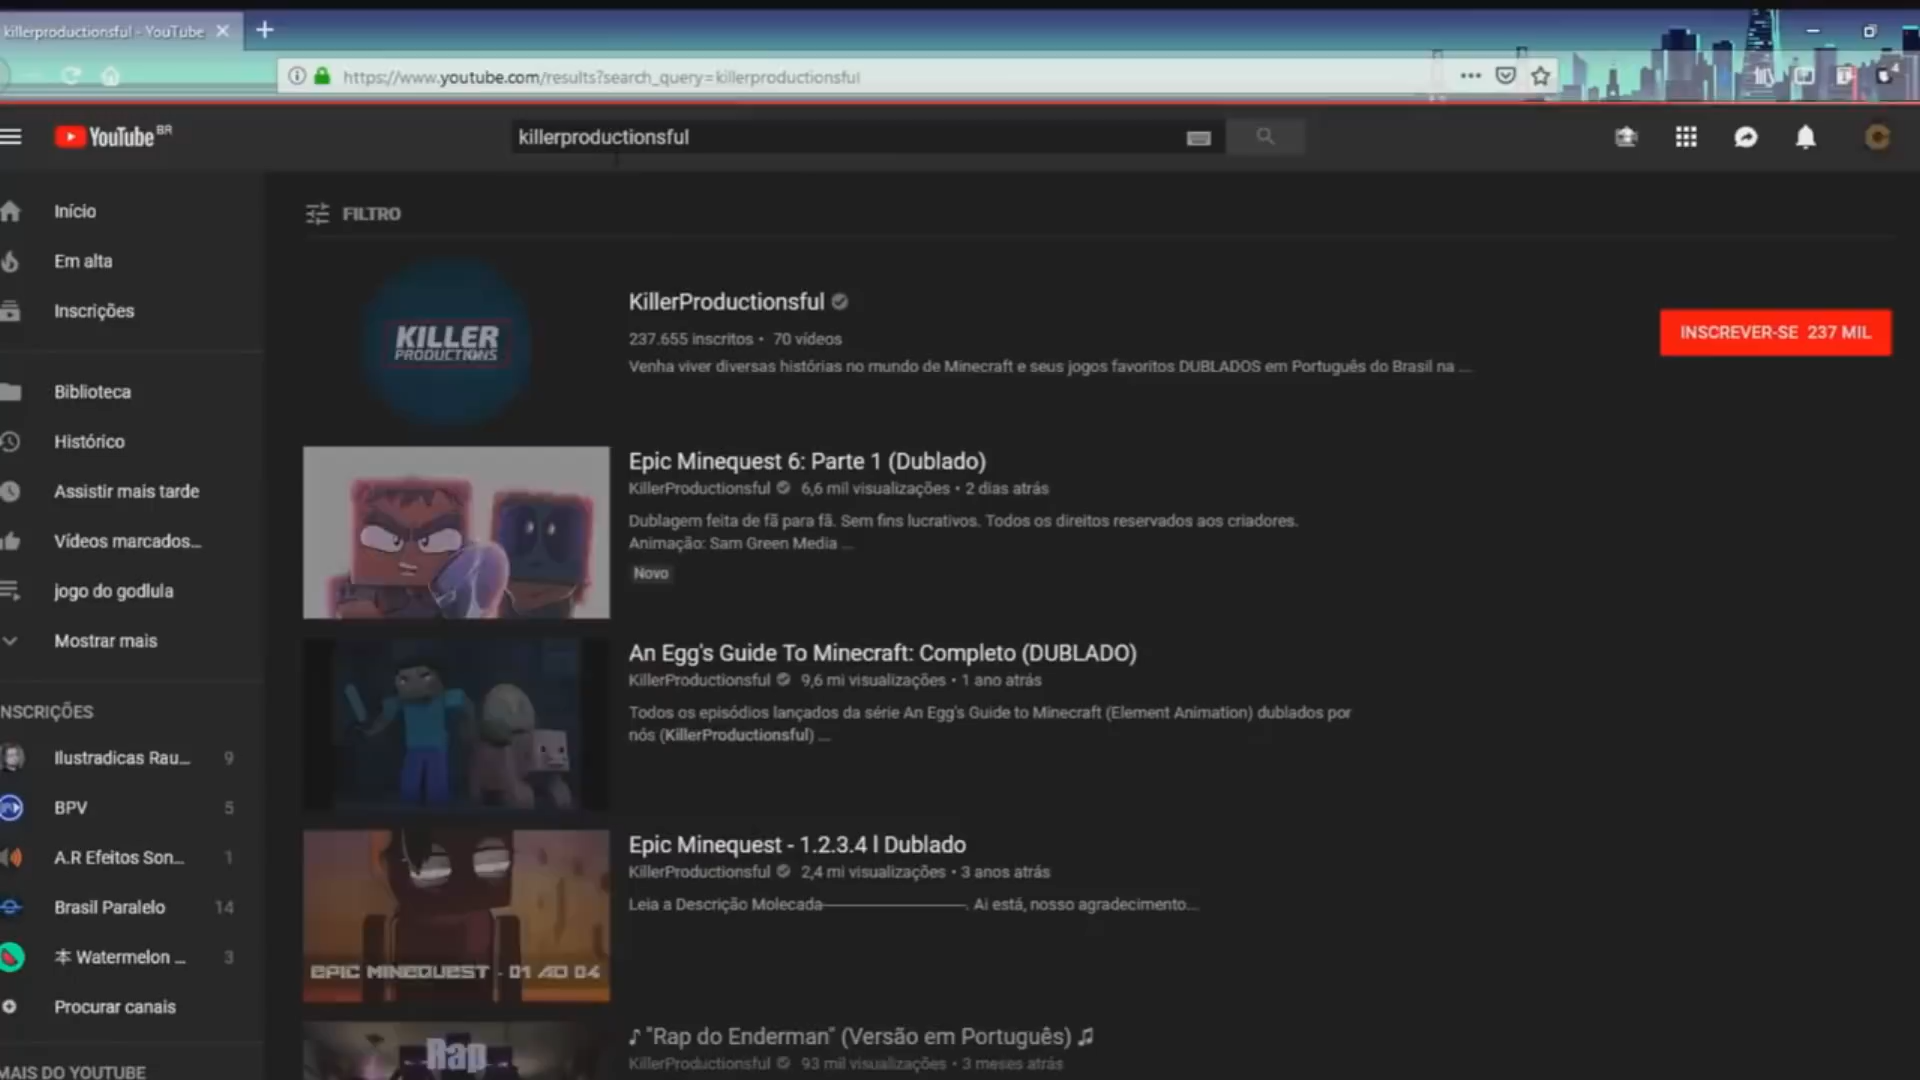 killerproductionsful - YouTube
https://www.youtube.com/results?search_query=killerproductionsful
YouTube BR
killerproductionsful
Início
Em alta
Inscrições
Biblioteca
Histórico
Assistir mais tarde
Vídeos marcados...
jogo do godlula
Mostrar mais
NSCRIÇÕES
Ilustradicas Rau... 9
BPV 5
A.R Efeitos Son... 1
Brasil Paralelo 14
本 Watermelon ... 3
Procurar canais
MAIS DO YOUTUBE
FILTRO
KILLER
PRODUCTIONS
KillerProductionsful
237.655 inscritos • 70 vídeos
Venha viver diversas histórias no mundo de Minecraft e seus jogos favoritos DUBLADOS em Português do Brasil na ...
INSCREVER-SE 237 MIL
Epic Minequest 6: Parte 1 (Dublado)
KillerProductionsful 6,6 mil visualizações • 2 dias atrás
Dublagem feita de fã para fã. Sem fins lucrativos. Todos os direitos reservados aos criadores.
Animação: Sam Green Media ...
Novo
An Egg's Guide To Minecraft: Completo (DUBLADO)
KillerProductionsful 9,6 mi visualizações • 1 ano atrás
Todos os episódios lançados da série An Egg's Guide to Minecraft (Element Animation) dublados por
nós (KillerProductionsful) ...
EPIC MINEQUEST - 01 AO 04
Epic Minequest - 1.2.3.4 l Dublado
KillerProductionsful 2,4 mi visualizações • 3 anos atrás
Leia a Descrição Molecada——————————. Ai está, nosso agradecimento...
Rap
♪ "Rap do Enderman" (Versão em Português) ♫
KillerProductionsful 93 mil visualizações • 3 meses atrás